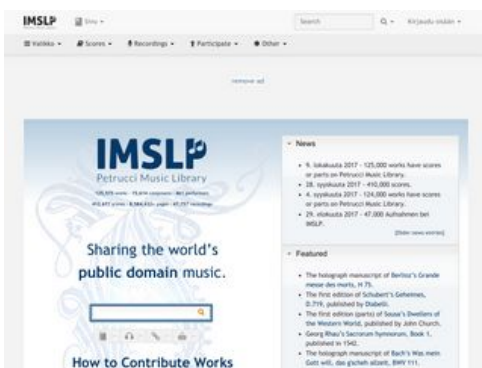 IMSLP
Sivu
Search
Kirjaudu sisään
Valikko
Scores
Recordings
Participate
Other
remove ad
IMSLP
Petrucci Music Library
Sharing the world's
public domain music.
How to Contribute Works
News
9. lokakuuta 2017 - 125,000 works have scores
or parts on Petrucci Music Library.
28. syyskuuta 2017 - 410,000 scores.
4. syyskuuta 2017 - 124,000 works have scores
or parts on Petrucci Music Library.
29. elokuuta 2017 - 47.000 Aufnahmen bei
IMSLP.
[Older news entries]
Featured
The holograph manuscript of Berlioz's Grande
messe des morts, H 75.
The first edition of Schubert's Geheimes,
D.719, published by Diabelli.
The first edition (parts) of Sousa's Dwellers of
the Western World, published by John Church.
Georg Rhau's Sacrorum hymnorum, Book 1,
published in 1542.
The holograph manuscript of Bach's Was mein
Gott will, das g'scheh allzeit, BWV 111.